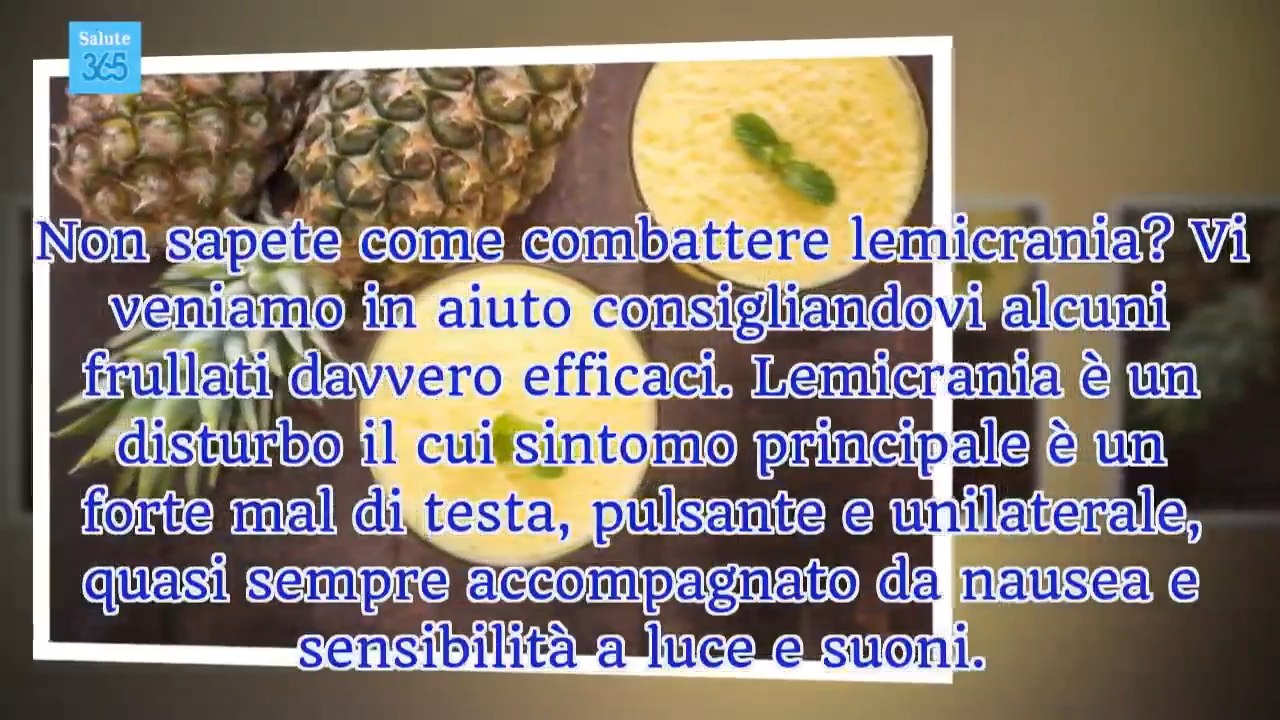 Salute
365
Non sapete come combattere lemicrania? Vi
veniamo in aiuto consigliandovi alcuni
frullati davvero efficaci. Lemicrania è un
disturbo il cui sintomo principale è un
forte mal di testa, pulsante e unilaterale,
quasi sempre accompagnato da nausea e
sensibilità a luce e suoni.